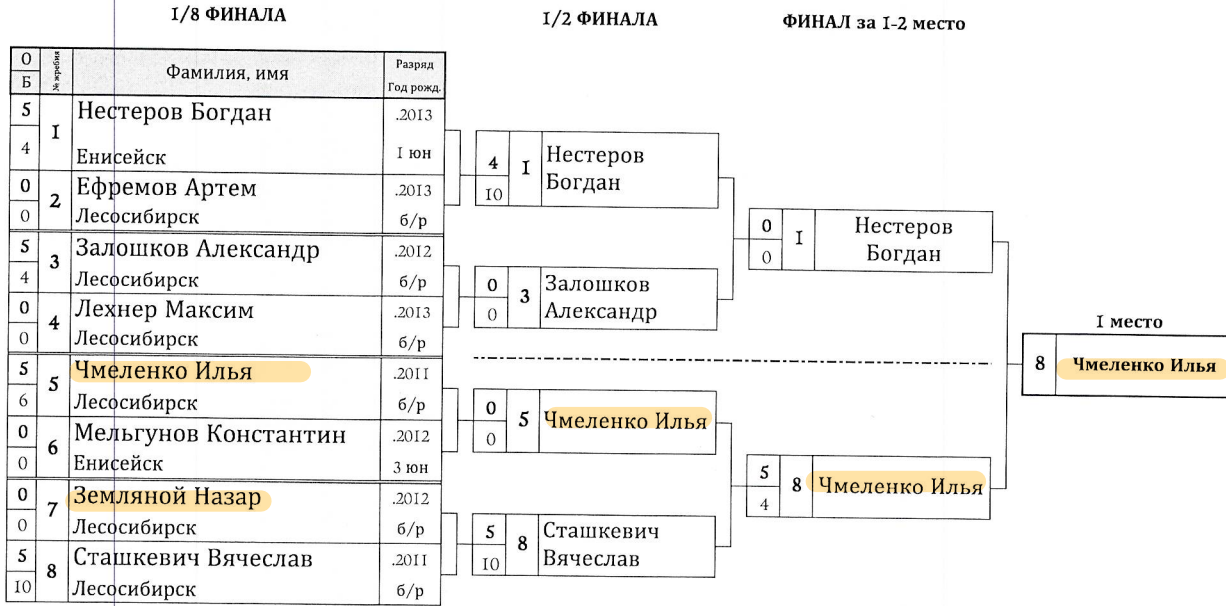 I/8 ФИНАЛА
I/2 ФИНАЛА
ФИНАЛ за I-2 место
О
Б
№ жребия
Фамилия, имя
Разряд
Год рожд.
5
4
I
Нестеров Богдан
Енисейск
.2013
I юн
0
0
2
Ефремов Артем
Лесосибирск
.2013
б/р
5
4
3
Залошков Александр
Лесосибирск
.2012
б/р
0
0
4
Лехнер Максим
Лесосибирск
.2013
б/р
5
6
5
Чмеленко Илья
Лесосибирск
.2011
б/р
0
0
6
Мельгунов Константин
Енисейск
.2012
3 юн
0
0
7
Земляной Назар
Лесосибирск
.2012
б/р
5
10
8
Сташкевич Вячеслав
Лесосибирск
.2011
б/р
4
10
I
Нестеров
Богдан
0
0
3
Залошков
Александр
0
0
5
Чмеленко Илья
5
10
8
Сташкевич
Вячеслав
0
0
I
Нестеров
Богдан
5
4
8
Чмеленко Илья
I место
8
Чмеленко Илья